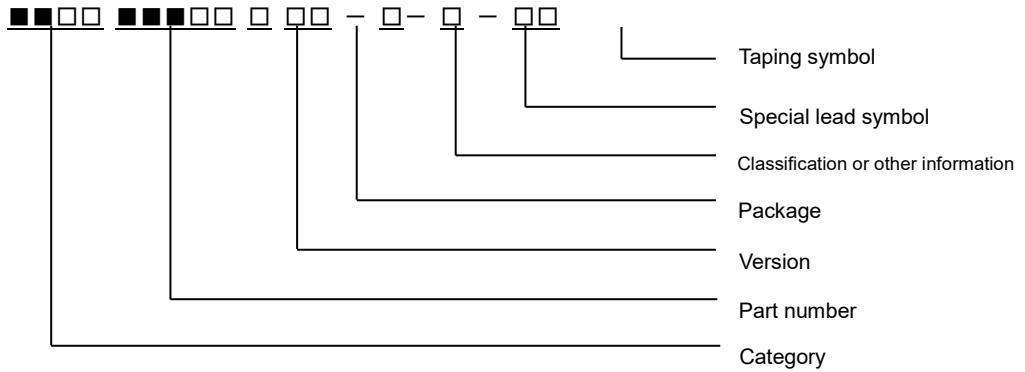 ■■□□ ■■■□□ □ □□ – □ – □ – □□
Taping symbol
Special lead symbol
Classification or other information
Package
Version
Part number
Category